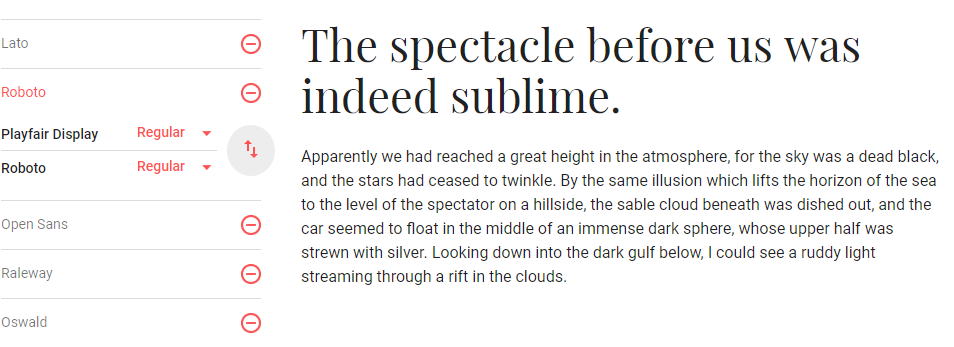 Lato
Roboto
Playfair Display Regular
Roboto Regular
Open Sans
Raleway
Oswald
The spectacle before us was
indeed sublime.
Apparently we had reached a great height in the atmosphere, for the sky was a dead black,
and the stars had ceased to twinkle. By the same illusion which lifts the horizon of the sea
to the level of the spectator on a hillside, the sable cloud beneath was dished out, and the
car seemed to float in the middle of an immense dark sphere, whose upper half was
strewn with silver. Looking down into the dark gulf below, I could see a ruddy light
streaming through a rift in the clouds.